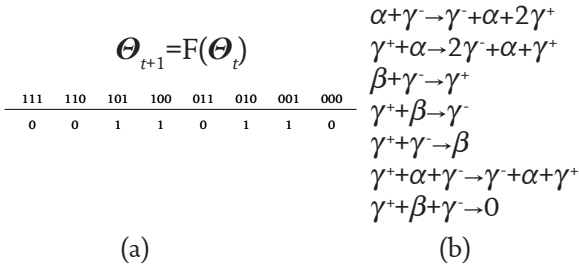 Θₜ₊₁=F(Θₜ)
111 110 101 100 011 010 001 000
0 0 1 1 0 1 1 0
(a)
α+γ⁻→γ⁻+α+2γ⁺
γ⁺+α→2γ⁻+α+γ⁺
β+γ⁻→γ⁺
γ⁺+β→γ⁻
γ⁺+γ⁻→β
γ⁺+α+γ⁻→γ⁻+α+γ⁺
γ⁺+β+γ⁻→0
(b)